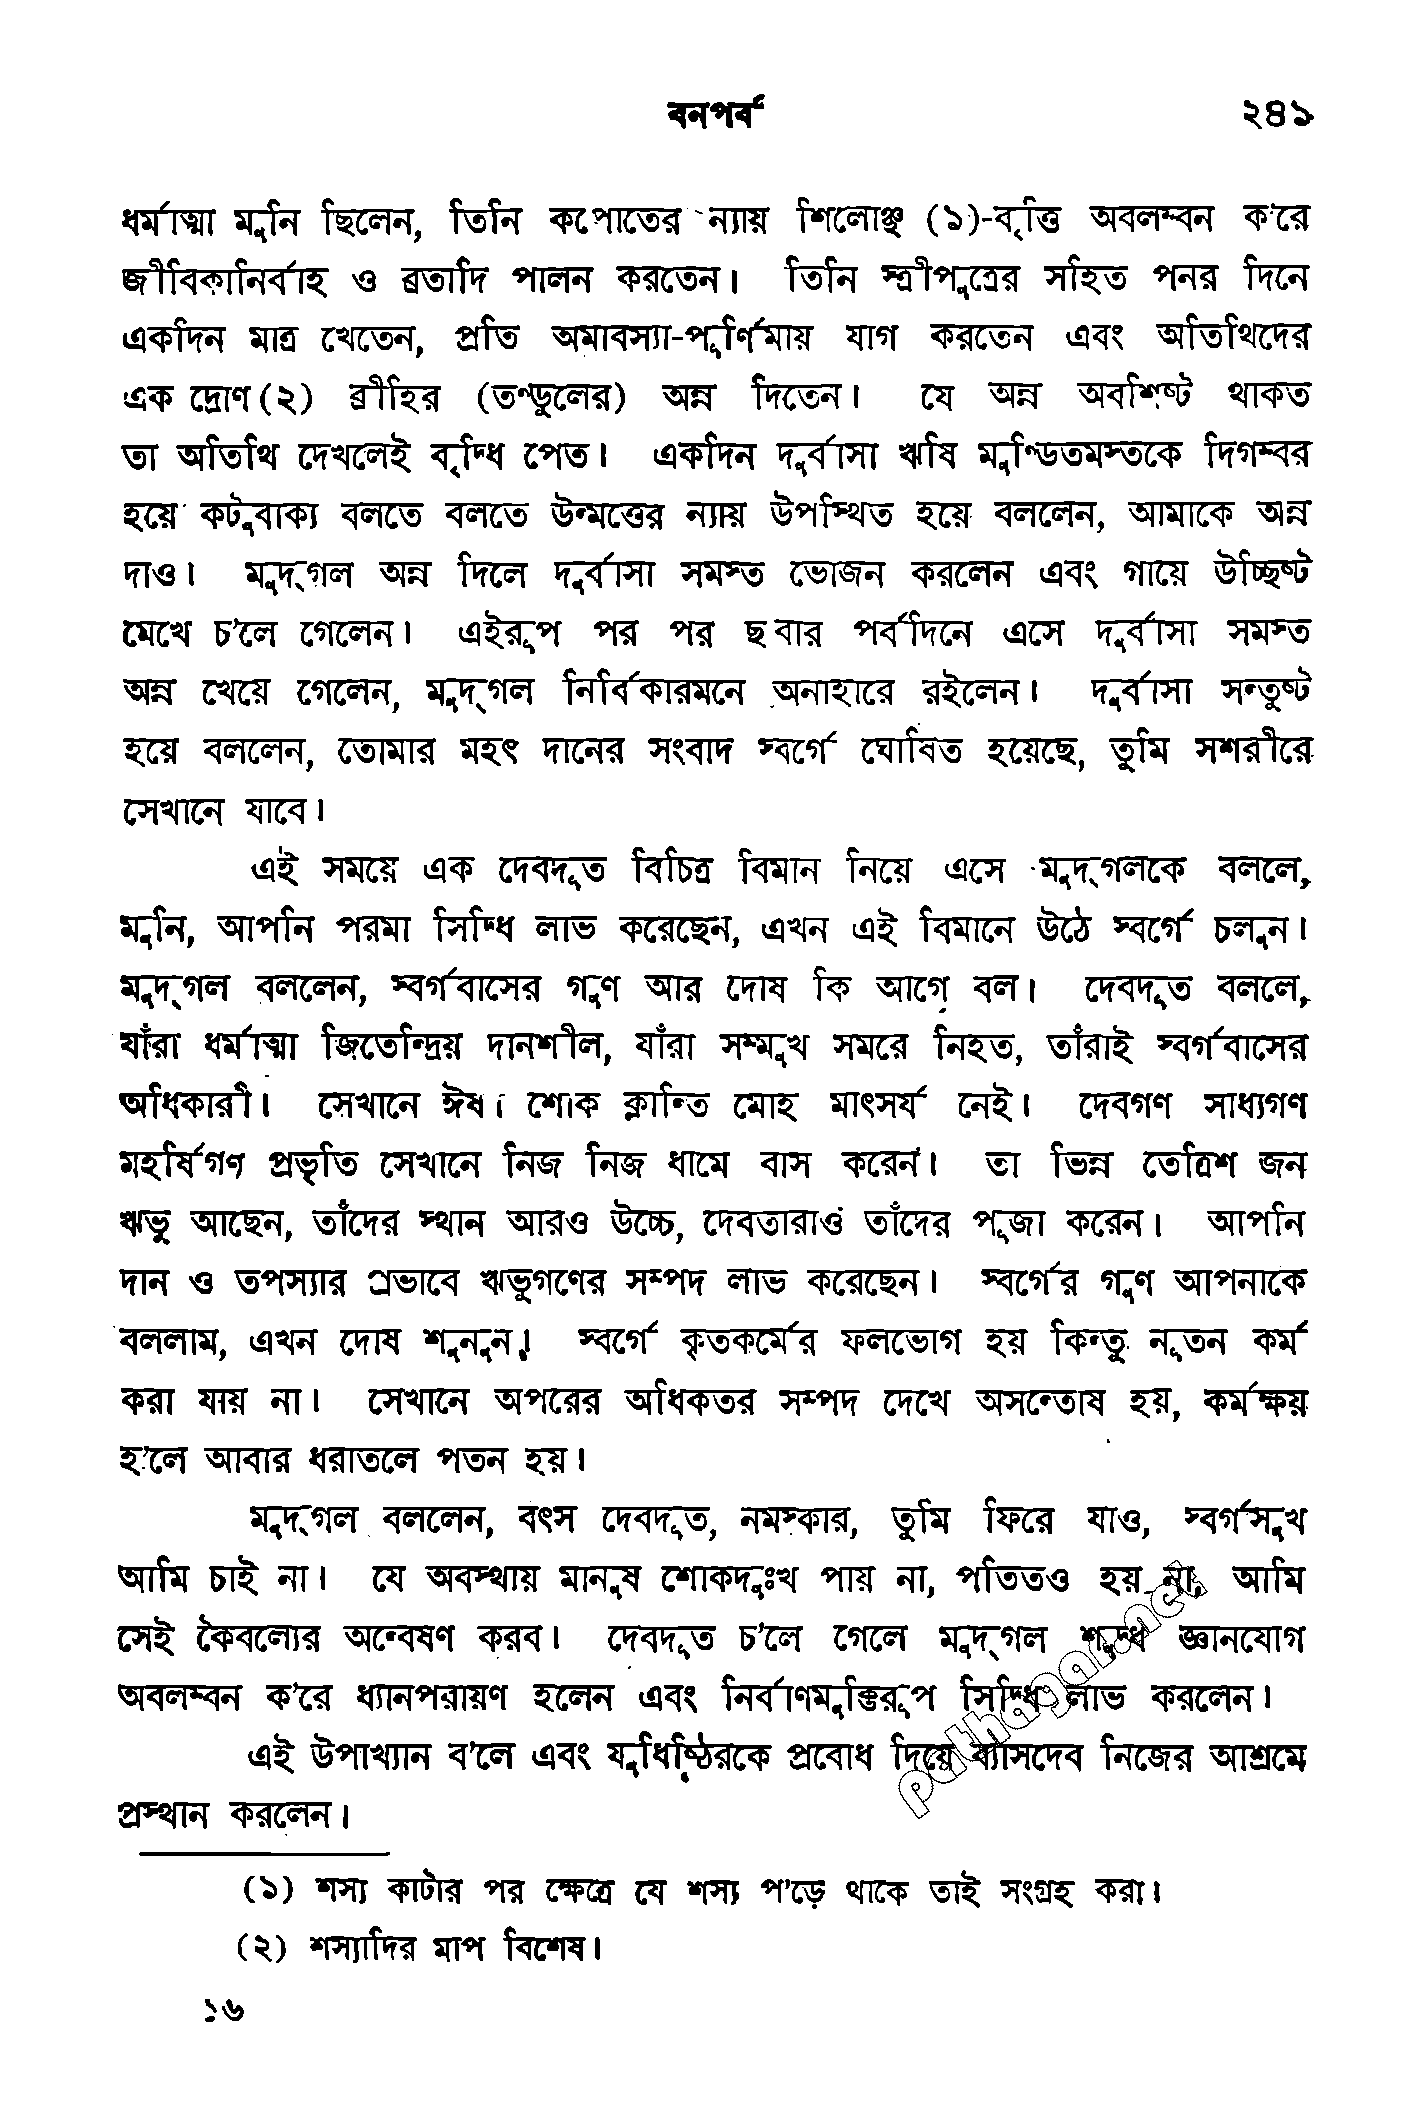 বনপর্ব ২৪১
ধর্মাত্মা মুনি ছিলেন, তিনি কপোতের ন্যায় শিলোঞ্ছ (১)-বৃত্তি অবলম্বন ক'রে
জীবিকানির্বাহ ও ব্রতাদি পালন করতেন। তিনি স্ত্রীপুত্রের সহিত পনর দিনে
একদিন মাত্র খেতেন, প্রতি অমাবস্যা-পূর্ণিমায় যাগ করতেন এবং অতিথিদের
এক দ্রোণ(২) ব্রীহির (তণ্ডুলের) অন্ন দিতেন। যে অন্ন অবশিষ্ট থাকত
তা অতিথি দেখলেই বৃদ্ধি পেত। একদিন দুর্বাসা ঋষি মুণ্ডিতমস্তকে দিগম্বর
হয়ে কটুবাক্য বলতে বলতে উন্মত্তের ন্যায় উপস্থিত হয়ে বললেন, আমাকে অন্ন
দাও। মুদ্‌গল অন্ন দিলে দুর্বাসা সমস্ত ভোজন করলেন এবং গায়ে উচ্ছিষ্ট
মেখে চ'লে গেলেন। এইরূপ পর পর ছ বার পর্বদিনে এসে দুর্বাসা সমস্ত
অন্ন খেয়ে গেলেন, মুদ্‌গল নির্বিকারমনে অনাহারে রইলেন। দুর্বাসা সন্তুষ্ট
হয়ে বললেন, তোমার মহৎ দানের সংবাদ স্বর্গে ঘোষিত হয়েছে, তুমি সশরীরে
সেখানে যাবে।
এই সময়ে এক দেবদূত বিচিত্র বিমান নিয়ে এসে মুদ্‌গলকে বললে,
মুনি, আপনি পরমা সিদ্ধি লাভ করেছেন, এখন এই বিমানে উঠে স্বর্গে চলুন।
মুদ্‌গল বললেন, স্বর্গবাসের গুণ আর দোষ কি আগে বল। দেবদূত বললে,
যাঁরা ধর্মাত্মা জিতেন্দ্রিয় দানশীল, যাঁরা সম্মুখ সমরে নিহত, তাঁরাই স্বর্গবাসের
অধিকারী। সেখানে ঈর্ষা শোক ক্লান্তি মোহ মাৎসর্য নেই। দেবগণ সাধ্যগণ
মহর্ষিগণ প্রভৃতি সেখানে নিজ নিজ ধামে বাস করেন। তা ভিন্ন তেত্রিশ জন
ঋভু আছেন, তাঁদের স্থান আরও উচ্চে, দেবতারাও তাঁদের পূজা করেন। আপনি
দান ও তপস্যার প্রভাবে ঋভুগণের সম্পদ লাভ করেছেন। স্বর্গের গুণ আপনাকে
বললাম, এখন দোষ শুনুন। স্বর্গে কৃতকর্মের ফলভোগ হয় কিন্তু নূতন কর্ম
করা যায় না। সেখানে অপরের অধিকতর সম্পদ দেখে অসন্তোষ হয়, কর্মক্ষয়
হ'লে আবার ধরাতলে পতন হয়।
মুদ্‌গল বললেন, বৎস দেবদূত, নমস্কার, তুমি ফিরে যাও, স্বর্গসুখ
আমি চাই না। যে অবস্থায় মানুষ শোকদুঃখ পায় না, পতিতও হয় না, আমি
সেই কৈবল্যের অন্বেষণ করব। দেবদূত চ'লে গেলে মুদ্‌গল শুদ্ধ জ্ঞানযোগ
অবলম্বন ক'রে ধ্যানপরায়ণ হলেন এবং নির্বাণমুক্তিরূপ সিদ্ধি লাভ করলেন।
এই উপাখ্যান ব'লে এবং যুধিষ্ঠিরকে প্রবোধ দিয়ে ব্যাসদেব নিজের আশ্রমে
প্রস্থান করলেন।
(১) শস্য কাটার পর ক্ষেত্রে যে শস্য প'ড়ে থাকে তাই সংগ্রহ করা।
(২) শস্যাদির মাপ বিশেষ।
১৬
pathagar.net